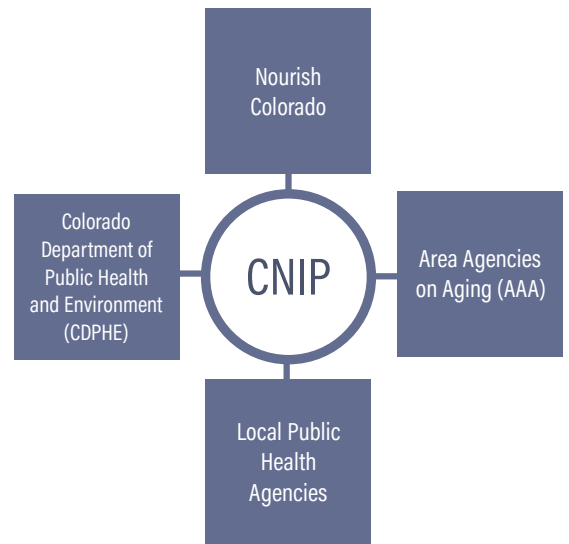 Nourish
Colorado
Colorado
Department of
Public Health
and Environment
(CDPHE)
CNIP
Area Agencies
on Aging (AAA)
Local Public
Health
Agencies